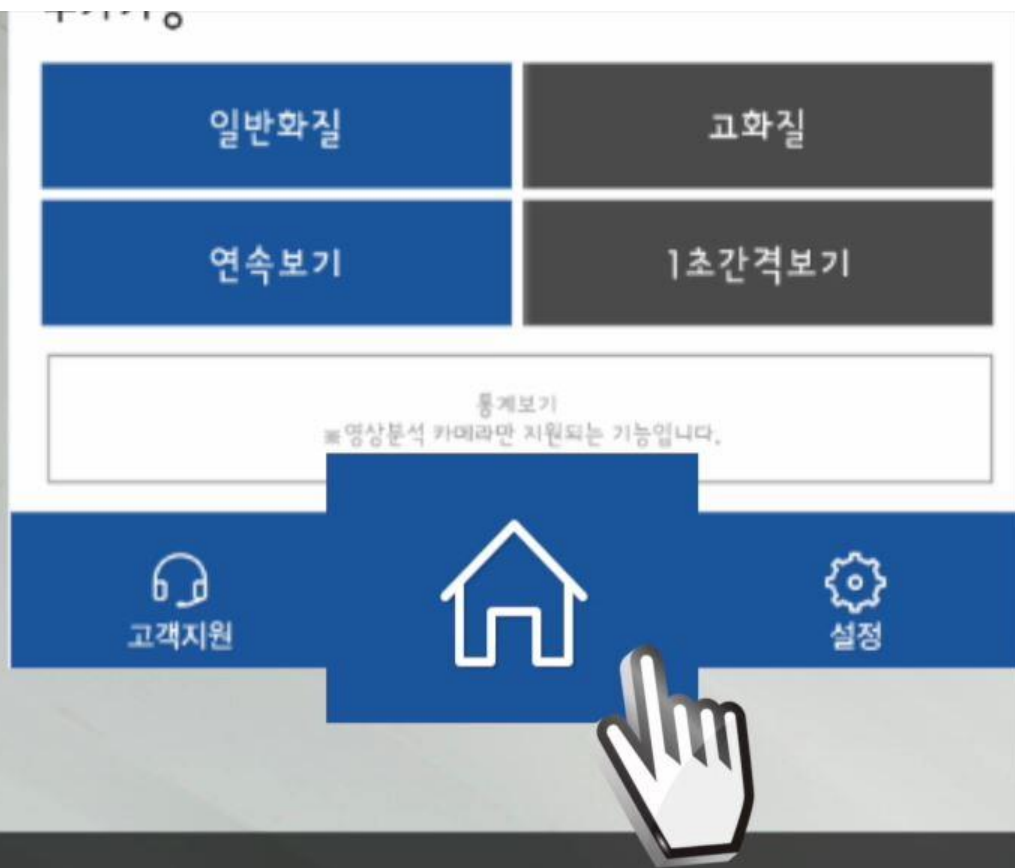 일반화질
고화질
연속보기
1초간격보기
통계보기
※영상분석 카메라만 지원되는 기능입니다.
고객지원
설정